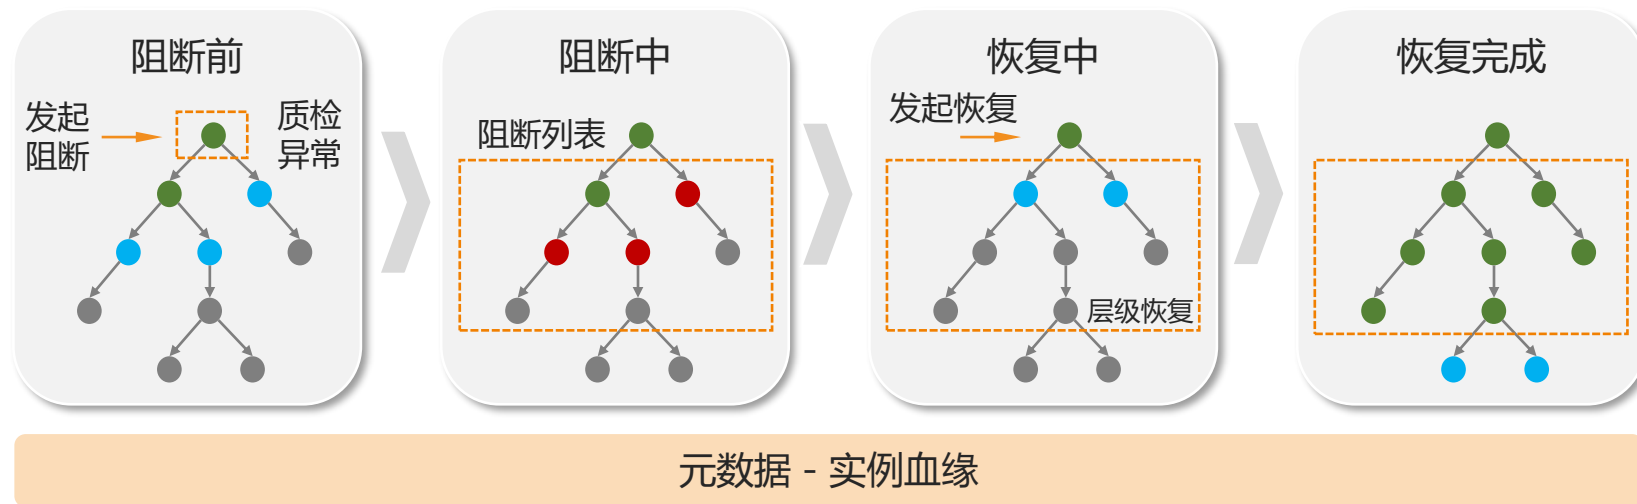 阻断前
发起
阻断
质检
异常
阻断中
阻断列表
恢复中
发起恢复
层级恢复
恢复完成
元数据 - 实例血缘